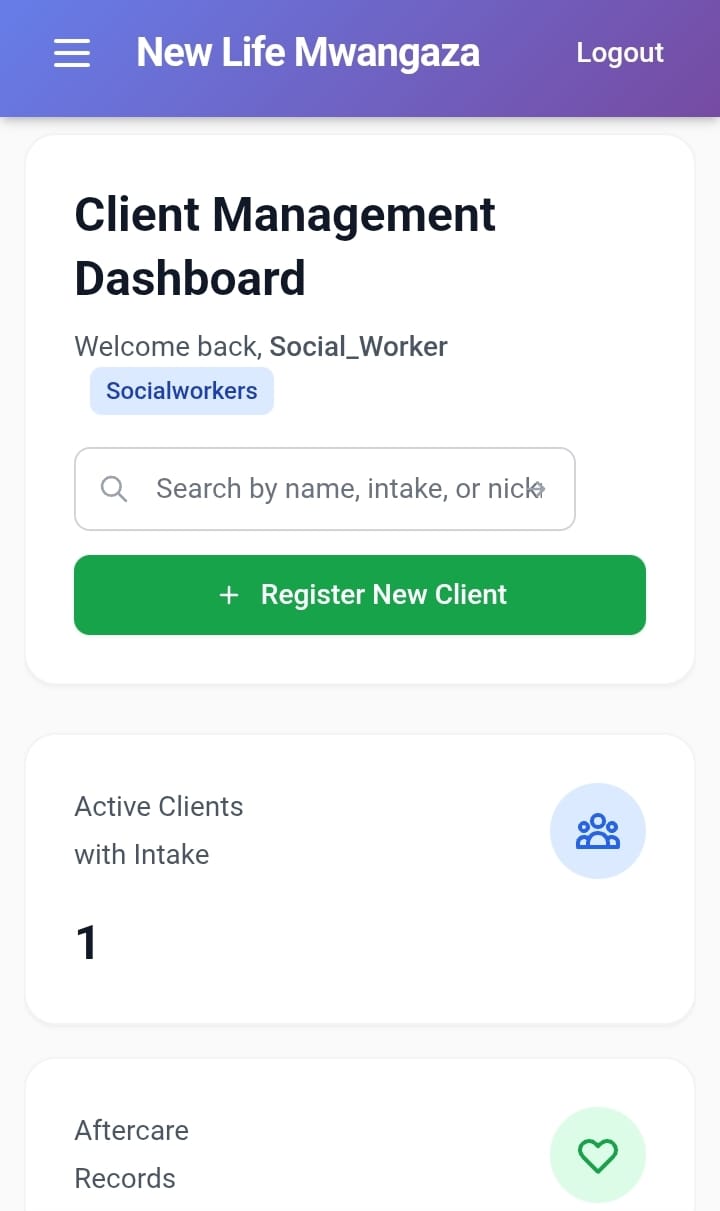 New Life Mwangaza
Logout
Client Management
Dashboard
Welcome back, Social_Worker
Socialworkers
Search by name, intake, or nick
+ Register New Client
Active Clients
with Intake
1
Aftercare
Records